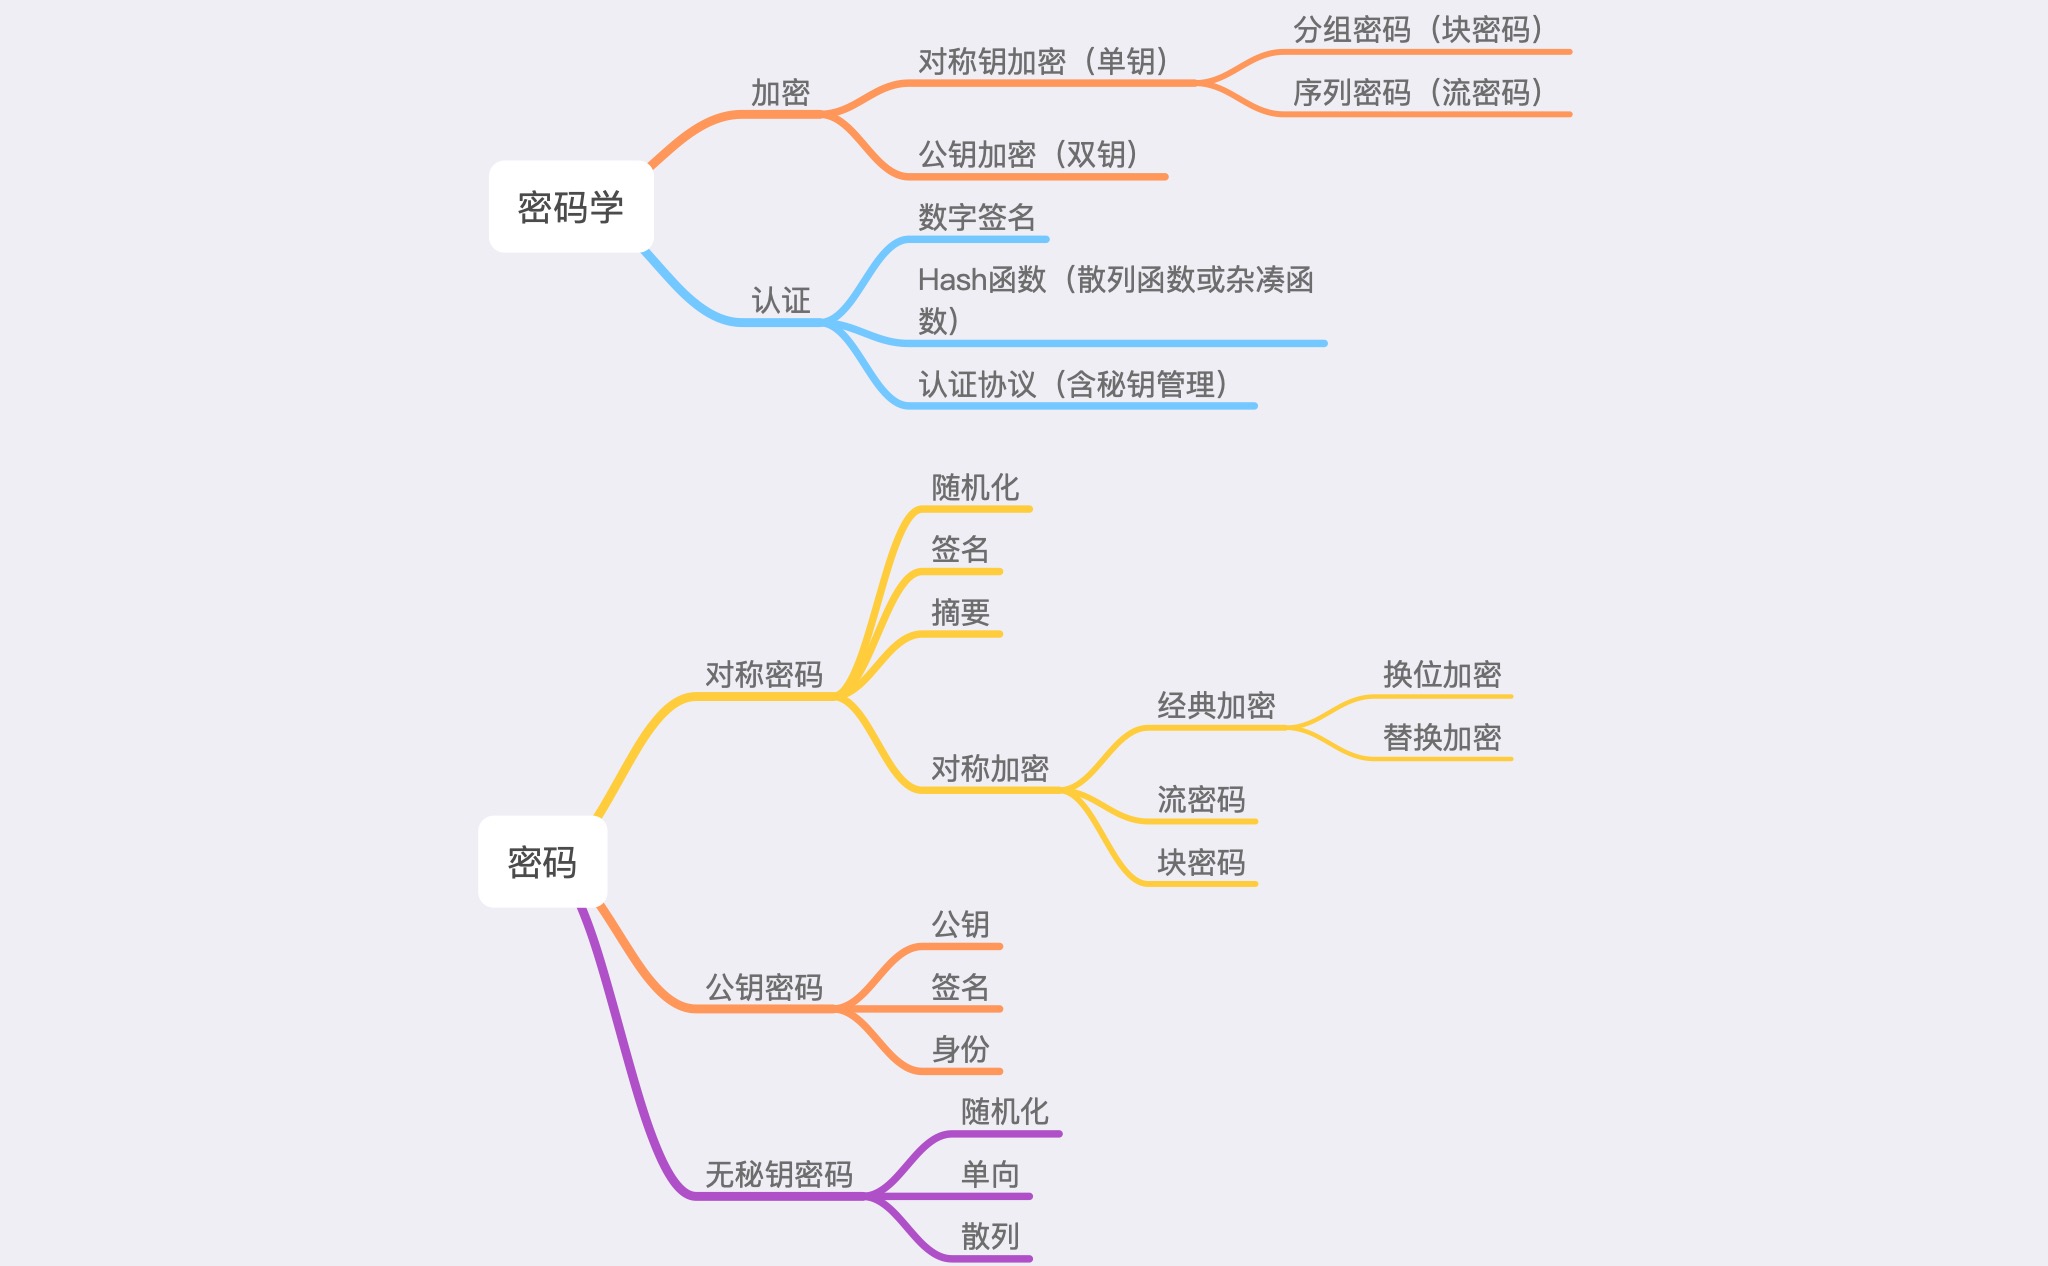 分组密码（块密码）
对称钥加密（单钥）
序列密码（流密码）
加密
公钥加密（双钥）
密码学
数字签名
Hash函数（散列函数或杂凑函
数）
认证
认证协议（含秘钥管理）
随机化
签名
摘要
对称密码
换位加密
经典加密
替换加密
对称加密
流密码
块密码
密码
公钥
公钥密码
签名
身份
随机化
无秘钥密码
单向
散列